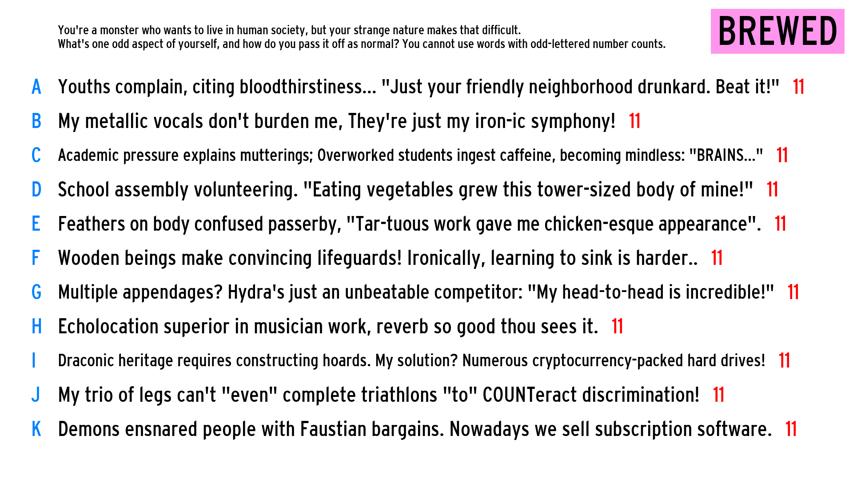 You're a monster who wants to live in human society, but your strange nature makes that difficult.
What's one odd aspect of yourself, and how do you pass it off as normal? You cannot use words with odd-lettered number counts.
BREWED
A Youths complain, citing bloodthirstiness... "Just your friendly neighborhood drunkard. Beat it!" 11
B My metallic vocals don't burden me, They're just my iron-ic symphony! 11
C Academic pressure explains mutterings; Overworked students ingest caffeine, becoming mindless: "BRAINS..." 11
D School assembly volunteering. "Eating vegetables grew this tower-sized body of mine!" 11
E Feathers on body confused passerby, "Tar-tuous work gave me chicken-esque appearance". 11
F Wooden beings make convincing lifeguards! Ironically, learning to sink is harder.. 11
G Multiple appendages? Hydra's just an unbeatable competitor: "My head-to-head is incredible!" 11
H Echolocation superior in musician work, reverb so good thou sees it. 11
I Draconic heritage requires constructing hoards. My solution? Numerous cryptocurrency-packed hard drives! 11
J My trio of legs can't "even" complete triathlons "to" COUNTeract discrimination! 11
K Demons ensnared people with Faustian bargains. Nowadays we sell subscription software. 11